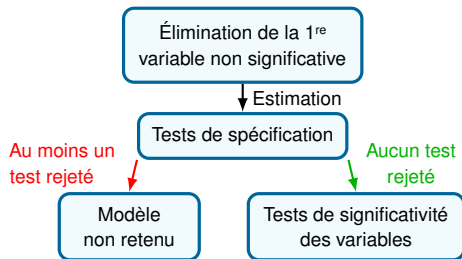 Élimination de la 1re
variable non significative
Estimation
Tests de spécification
Au moins un
test rejeté
Aucun test
rejeté
Modèle
non retenu
Tests de significativité
des variables